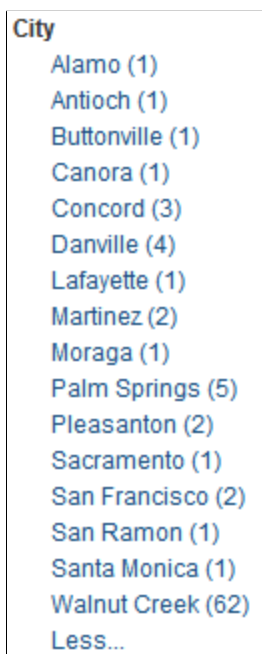 City
Alamo (1)
Antioch (1)
Buttonville (1)
Canora (1)
Concord (3)
Danville (4)
Lafayette (1)
Martinez (2)
Moraga (1)
Palm Springs (5)
Pleasanton (2)
Sacramento (1)
San Francisco (2)
San Ramon (1)
Santa Monica (1)
Walnut Creek (62)
Less...